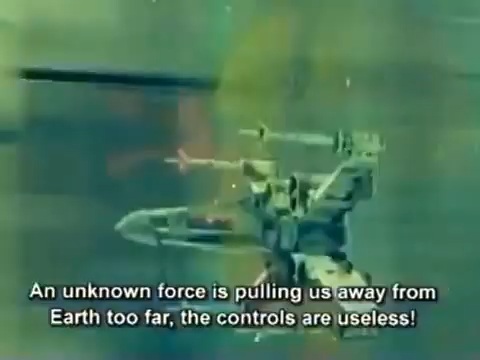 An unknown force is pulling us away from
Earth too far, the controls are useless!